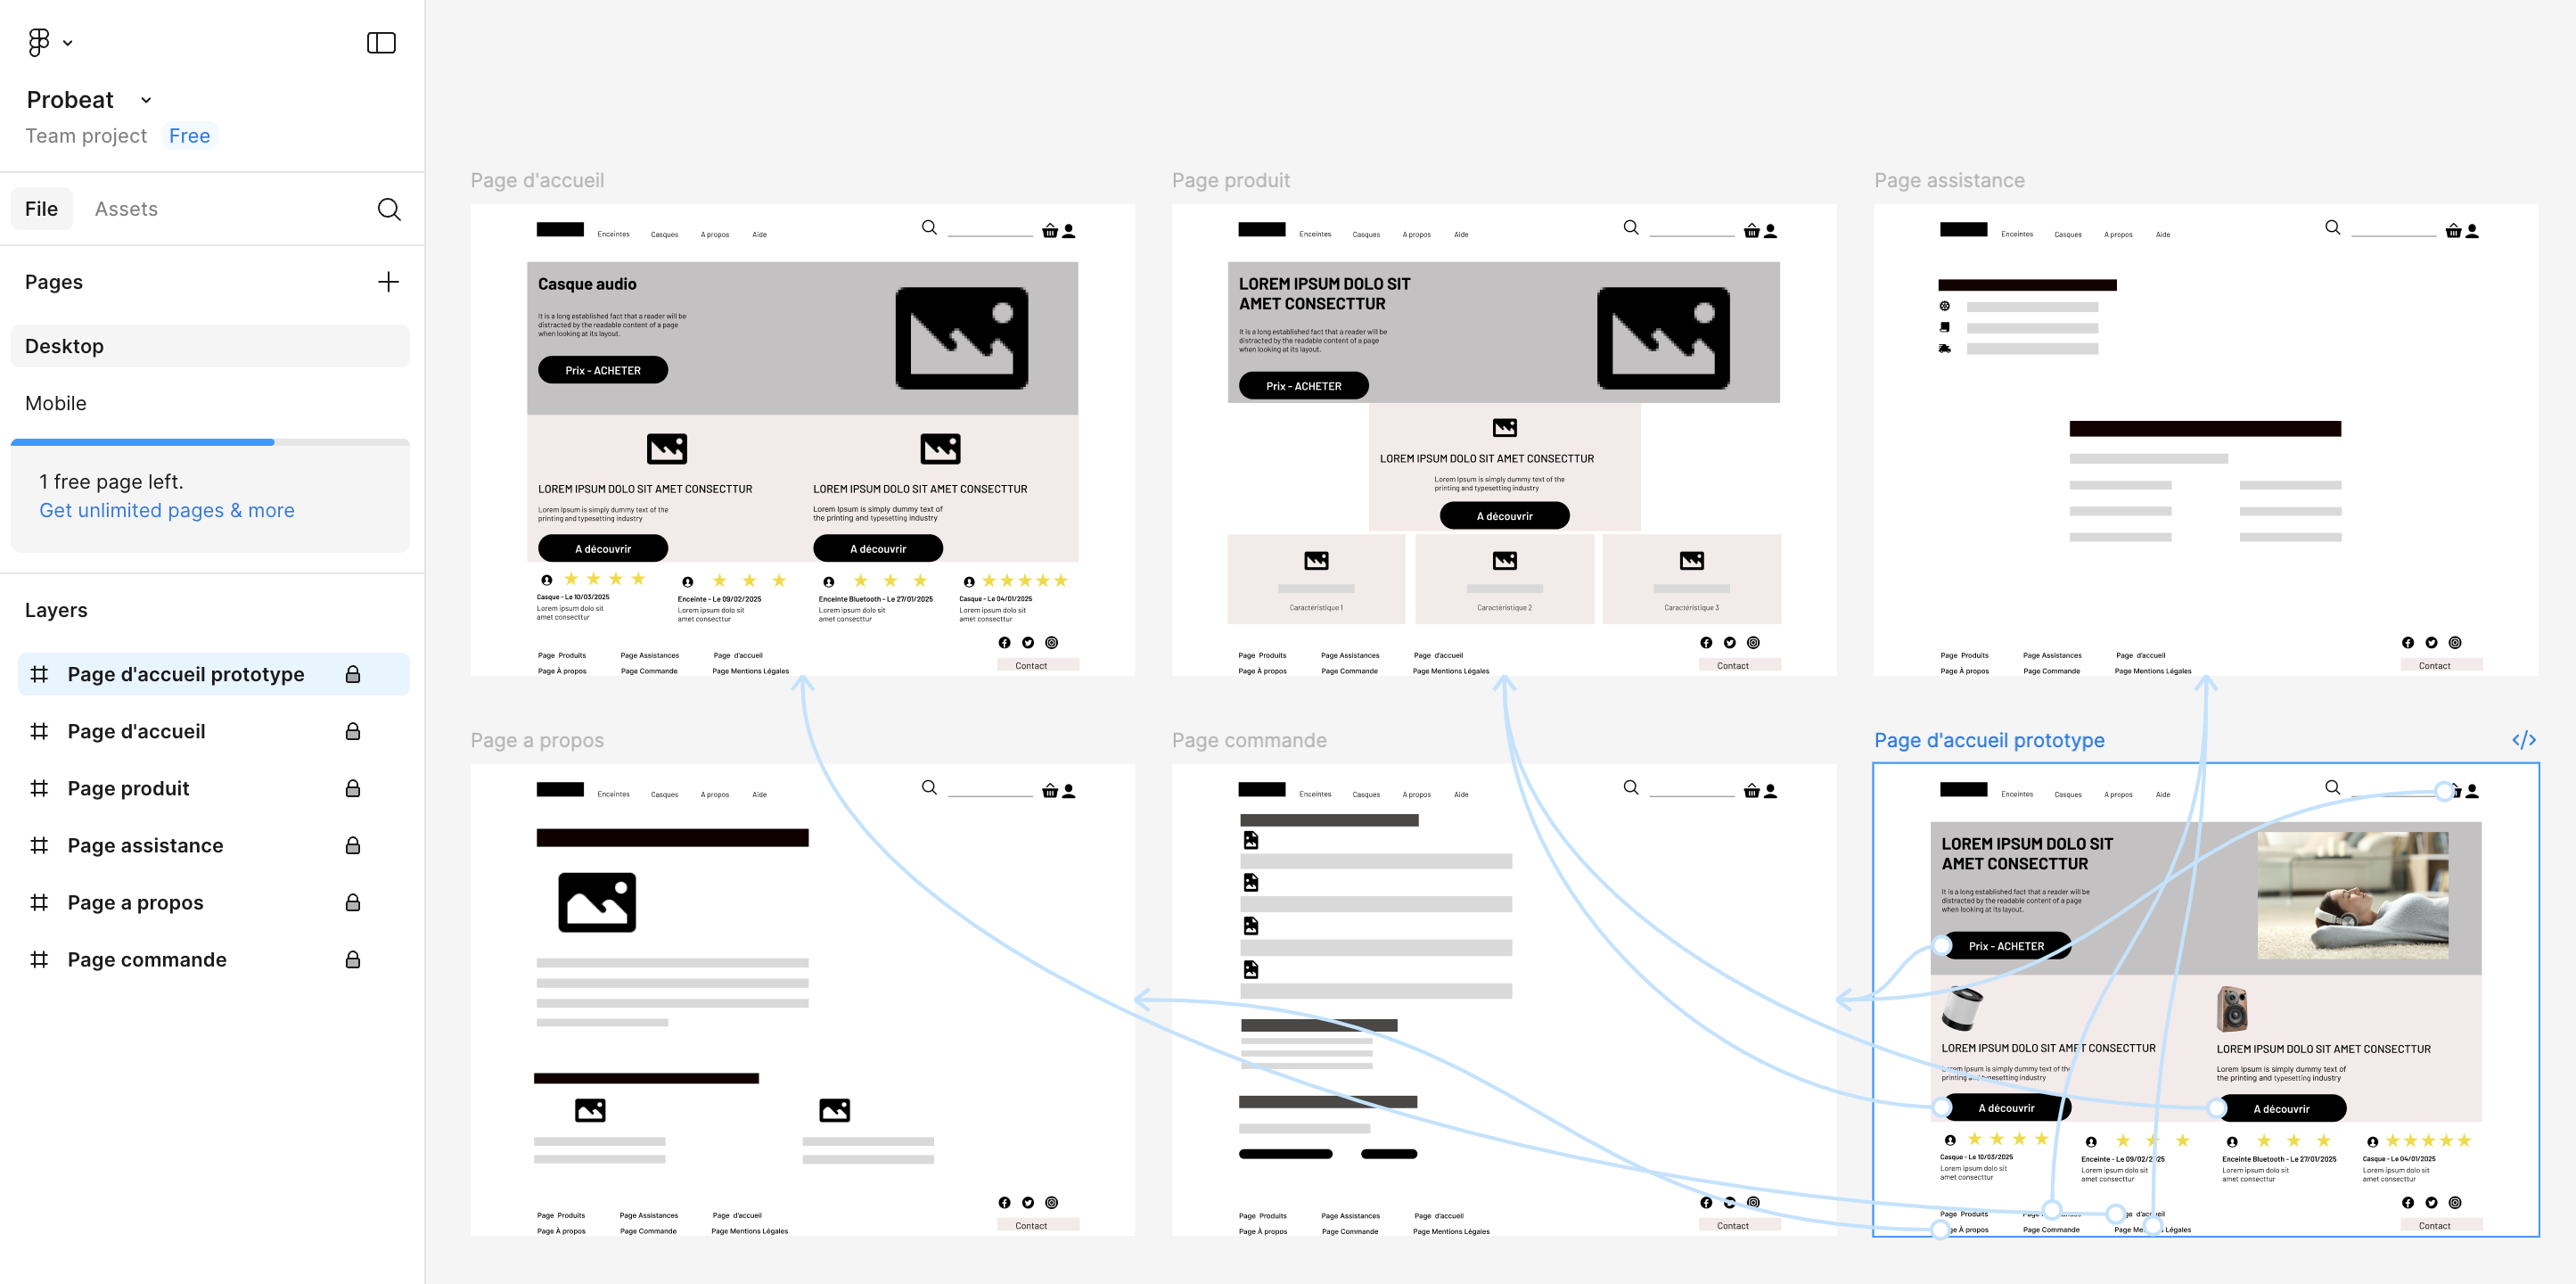 Probeat
Team project Free
File Assets
Pages
Desktop
Mobile
1 free page left.
Get unlimited pages & more
Layers
Page d'accueil prototype
Page d'accueil
Page produit
Page assistance
Page a propos
Page commande
Page d'accueil
Enceintes Casques A propos Aide
Casque audio
It is a long established fact that a reader will be
distracted by the readable content of a page
when looking at its layout.
Prix - ACHETER
LOREM IPSUM DOLO SIT AMET CONSECTTUR
Lorem Ipsum is simply dummy text of the
printing and typesetting industry
A découvrir
LOREM IPSUM DOLO SIT AMET CONSECTTUR
Lorem Ipsum is simply dummy text of
the printing and typesetting industry
A découvrir
Casque - Le 10/03/2025
Lorem ipsum dolo sit
amet consecttur
Enceinte - Le 09/02/2025
Lorem ipsum dolo sit
amet consecttur
Enceinte Bluetooth - Le 27/01/2025
Lorem ipsum dolo sit
amet consecttur
Casque - Le 04/01/2025
Lorem ipsum dolo sit
amet consecttur
Page Produits Page Assistances Page d'accueil
Page À propos Page Commande Page Mentions Légales
Contact
Page produit
Enceintes Casques A propos Aide
LOREM IPSUM DOLO SIT
AMET CONSECTTUR
It is a long established fact that a reader will be
distracted by the readable content of a page
when looking at its layout.
Prix - ACHETER
LOREM IPSUM DOLO SIT AMET CONSECTTUR
Lorem Ipsum is simply dummy text of the
printing and typesetting industry
A découvrir
Caractéristique 1
Caractéristique 2
Caractéristique 3
Page Produits Page Assistances Page d'accueil
Page À propos Page Commande Page Mentions Légales
Contact
Page assistance
Enceintes Casques A propos Aide
Page Produits Page Assistances Page d'accueil
Page À propos Page Commande Page Mentions Légales
Contact
Page a propos
Enceintes Casques A propos Aide
Page Produits Page Assistances Page d'accueil
Page À propos Page Commande Page Mentions Légales
Contact
Page commande
Enceintes Casques A propos Aide
Page Produits Page Assistances Page d'accueil
Page À propos Page Commande Page Mentions Légales
Contact
Page d'accueil prototype
Enceintes Casques A propos Aide
LOREM IPSUM DOLO SIT
AMET CONSECTTUR
It is a long established fact that a reader will be
distracted by the readable content of a page
when looking at its layout.
Prix - ACHETER
LOREM IPSUM DOLO SIT AMET CONSECTTUR
Lorem Ipsum is simply dummy text of the
printing and typesetting industry
A découvrir
LOREM IPSUM DOLO SIT AMET CONSECTTUR
Lorem Ipsum is simply dummy text of
the printing and typesetting industry
A découvrir
Casque - Le 10/03/2025
Lorem ipsum dolo sit
amet consecttur
Enceinte - Le 09/02/2025
Lorem ipsum dolo sit
amet consecttur
Enceinte Bluetooth - Le 27/01/2025
Lorem ipsum dolo sit
amet consecttur
Casque - Le 04/01/2025
Lorem ipsum dolo sit
amet consecttur
Page Produits Page d'accueil
À propos Page Commande Page Légales
Contact